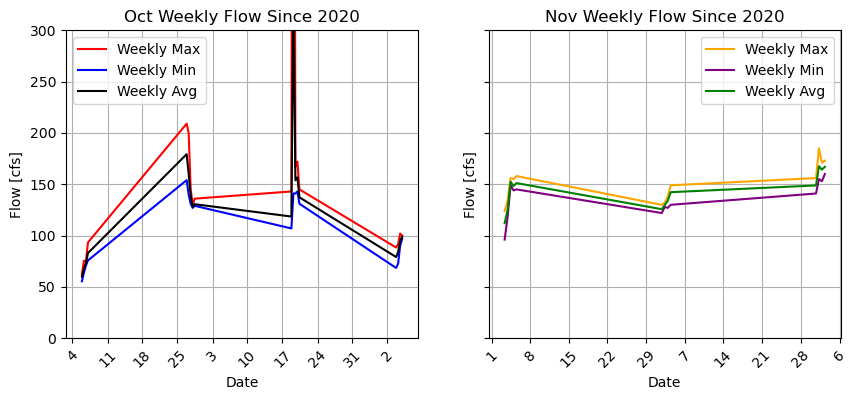 Oct Weekly Flow Since 2020
Weekly Max
Weekly Min
Weekly Avg
Flow [cfs]
300
250
200
150
100
50
0
4 11 18 25 3 10 17 24 31 2
Date
Nov Weekly Flow Since 2020
Weekly Max
Weekly Min
Weekly Avg
Flow [cfs]
1 8 15 22 29 7 14 21 28 6
Date